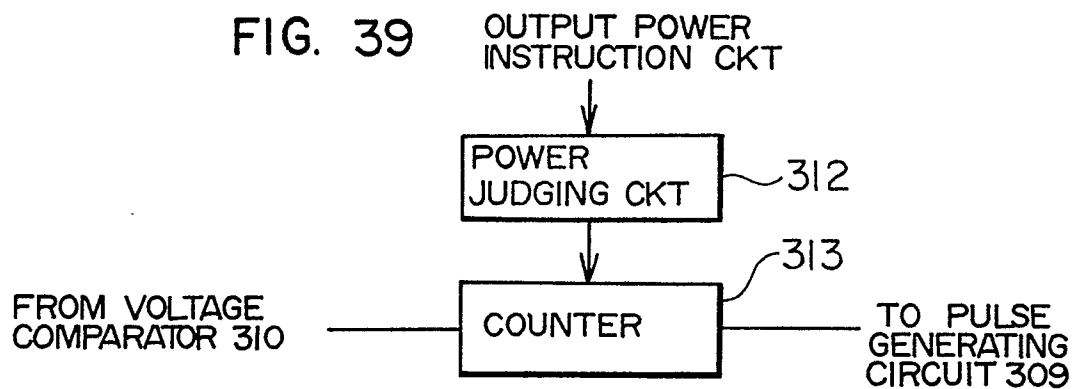 FIG. 39
OUTPUT POWER
INSTRUCTION CKT
POWER
JUDGING CKT
312
313
FROM VOLTAGE
COMPARATOR 310
COUNTER
TO PULSE
GENERATING
CIRCUIT 309